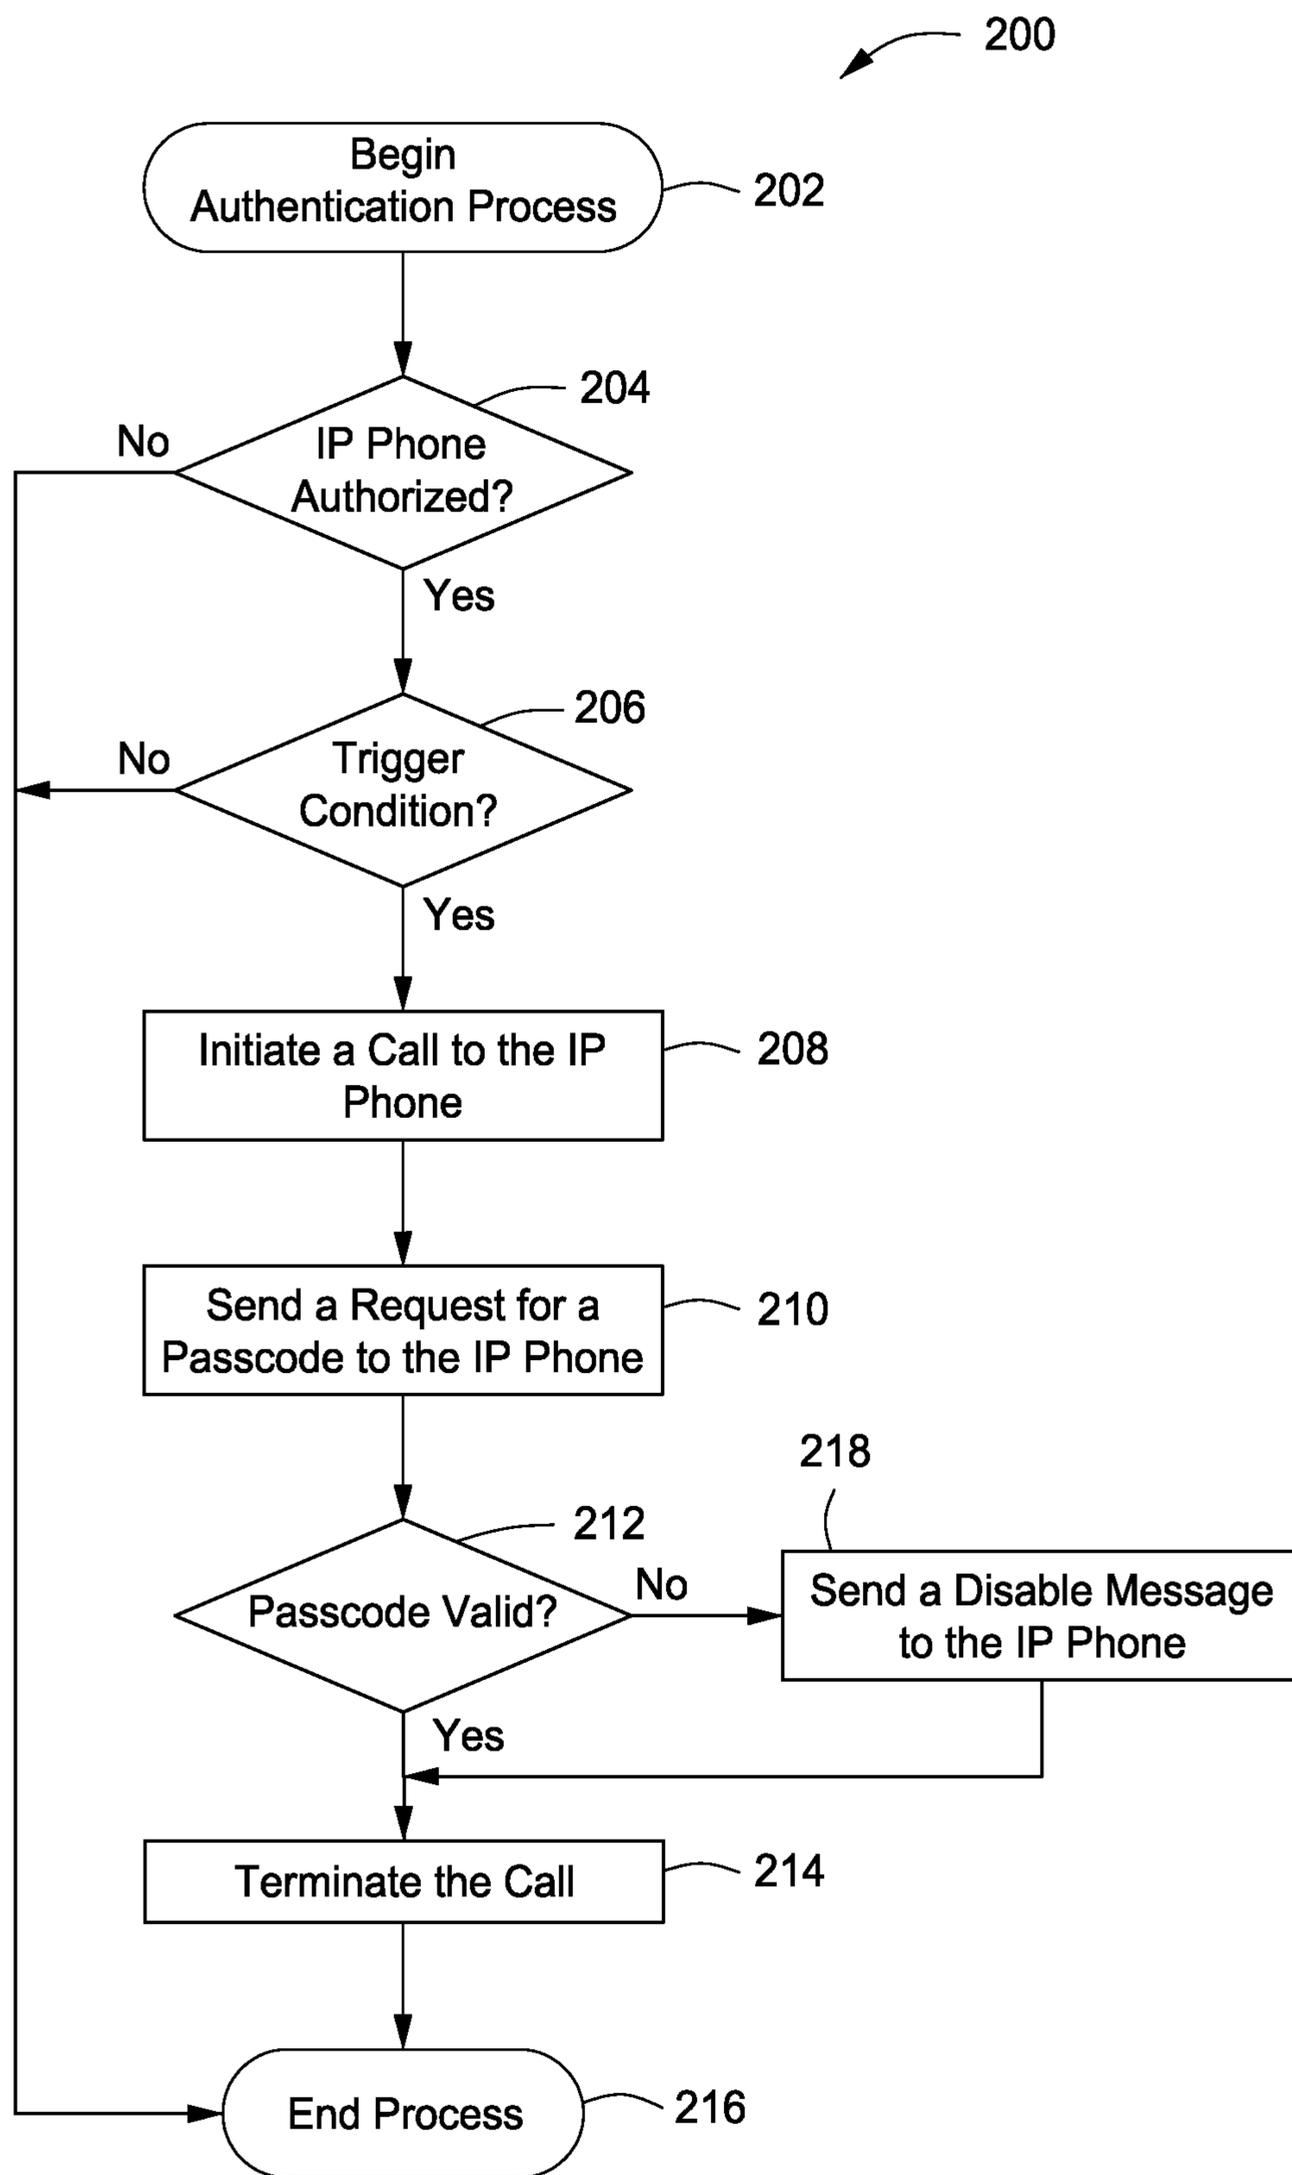 200
Begin
Authentication Process
202
204
No
IP Phone
Authorized?
Yes
206
No
Trigger
Condition?
Yes
Initiate a Call to the IP
Phone
208
Send a Request for a
Passcode to the IP Phone
210
218
212
No
Passcode Valid?
Send a Disable Message
to the IP Phone
Yes
Terminate the Call
214
End Process
216